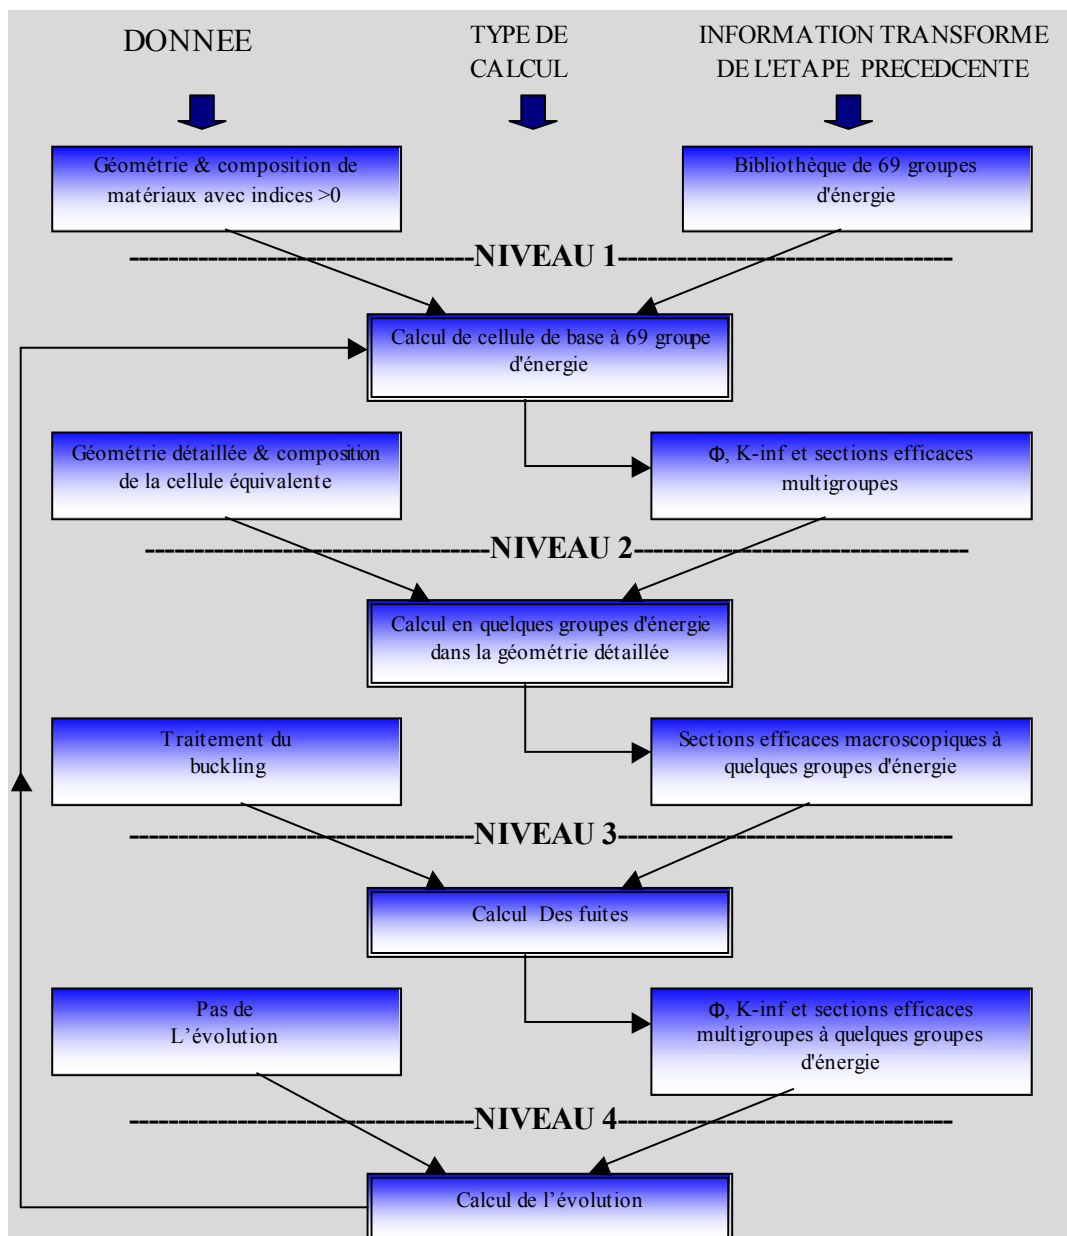 DONNEE
TYPE DE
CALCUL
INFORMATION TRANSFORME
DE L'ETAPE PRECEDCENTE
Géométrie & composition de
matériaux avec indices >0
Bibliothèque de 69 groupes
d'énergie
NIVEAU 1
Calcul de cellule de base à 69 groupe
d'énergie
Géométrie détaillée & composition
de la cellule équivalente
Φ, K-inf et sections efficaces
multigroupes
NIVEAU 2
Calcul en quelques groupes d'énergie
dans la géométrie détaillée
Traitement du
buckling
Sections efficaces macroscopiques à
quelques groupes d'énergie
NIVEAU 3
Calcul Des fuites
Pas de
L’évolution
Φ, K-inf et sections efficaces
multigroupes à quelques groupes
d'énergie
NIVEAU 4
Calcul de l’évolution